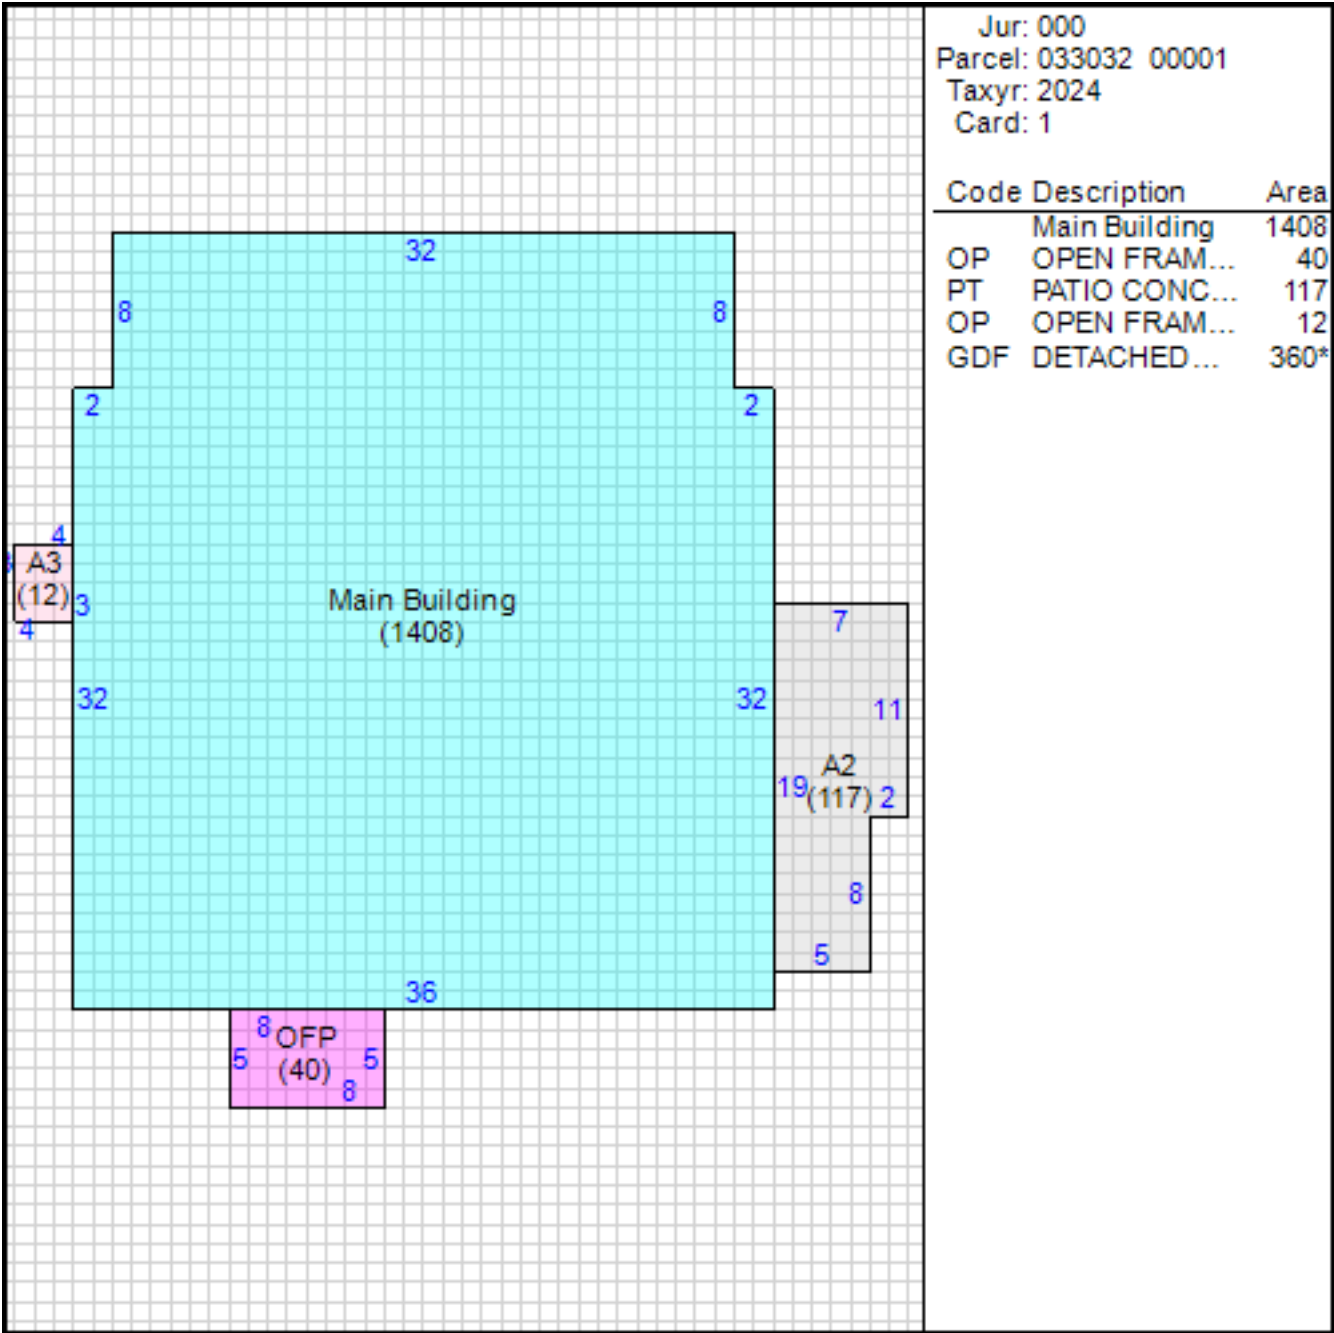 Jur: 000
Parcel: 033032 00001
Taxyr: 2024
Card: 1
Code Description Area
Main Building 1408
OP OPEN FRAM... 40
PT PATIO CONC... 117
OP OPEN FRAM... 12
GDF DETACHED... 360*
32
8 8
2 2
4
A3
(12)
3
4
Main Building
(1408)
32 32
7
11
A2
19 (117) 2
8
5
36
8 OFP
5 (40) 5
8